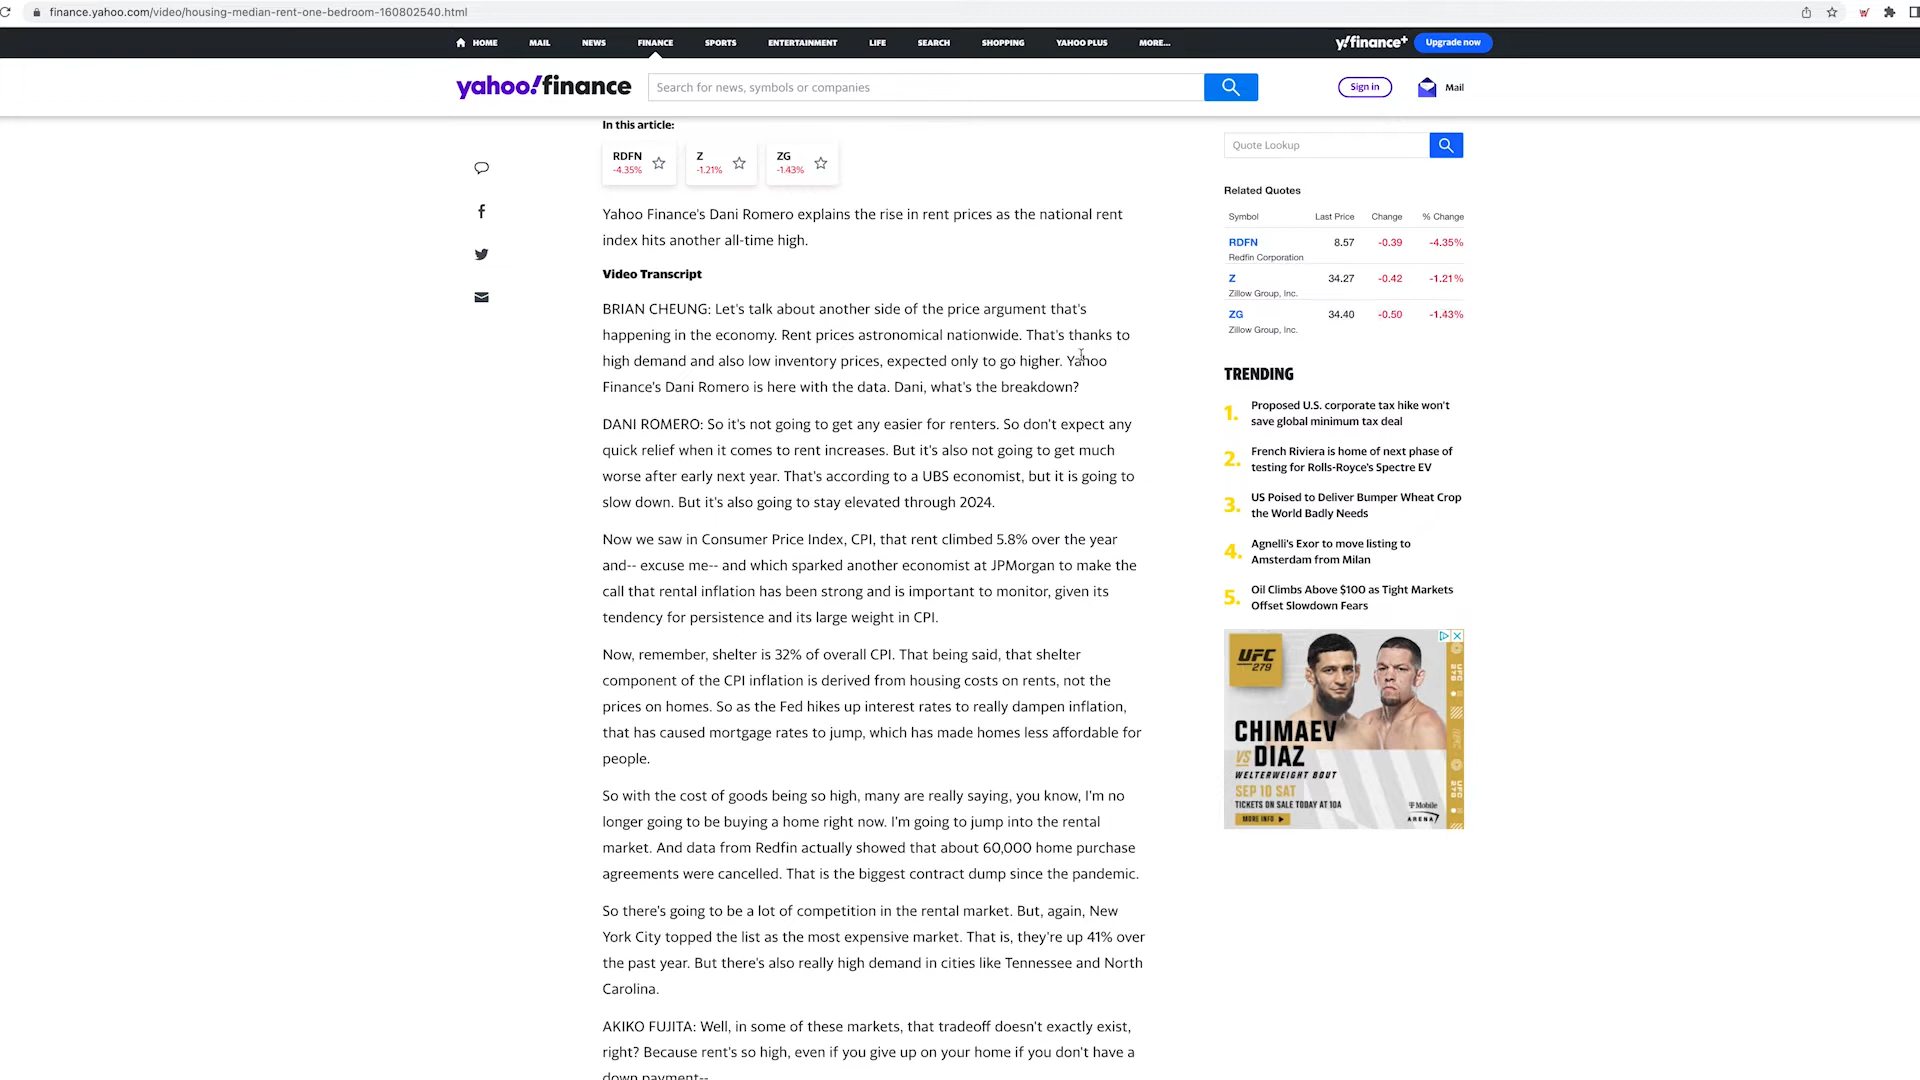 finance.yahoo.com/video/housing-median-rent-one-bedroom-160802540.html
HOME MAIL NEWS FINANCE SPORTS ENTERTAINMENT LIFE SEARCH SHOPPING YAHOO PLUS MORE...
y!finance+ Upgrade now
yahoo!finance
Search for news, symbols or companies
Sign in
Mail
In this article:
RDFN Z ZG
-4.35% -1.21% -1.43%
Yahoo Finance's Dani Romero explains the rise in rent prices as the national rent
index hits another all-time high.
Video Transcript
BRIAN CHEUNG: Let's talk about another side of the price argument that's
happening in the economy. Rent prices astronomical nationwide. That's thanks to
high demand and also low inventory prices, expected only to go higher. Yahoo
Finance's Dani Romero is here with the data. Dani, what's the breakdown?
DANI ROMERO: So it's not going to get any easier for renters. So don't expect any
quick relief when it comes to rent increases. But it's also not going to get much
worse after early next year. That's according to a UBS economist, but it is going to
slow down. But it's also going to stay elevated through 2024.
Now we saw in Consumer Price Index, CPI, that rent climbed 5.8% over the year
and-- excuse me-- and which sparked another economist at JPMorgan to make the
call that rental inflation has been strong and is important to monitor, given its
tendency for persistence and its large weight in CPI.
Now, remember, shelter is 32% of overall CPI. That being said, that shelter
component of the CPI inflation is derived from housing costs on rents, not the
prices on homes. So as the Fed hikes up interest rates to really dampen inflation,
that has caused mortgage rates to jump, which has made homes less affordable for
people.
So with the cost of goods being so high, many are really saying, you know, I'm no
longer going to be buying a home right now. I'm going to jump into the rental
market. And data from Redfin actually showed that about 60,000 home purchase
agreements were cancelled. That is the biggest contract dump since the pandemic.
So there's going to be a lot of competition in the rental market. But, again, New
York City topped the list as the most expensive market. That is, they're up 41% over
the past year. But there's also really high demand in cities like Tennessee and North
Carolina.
AKIKO FUJITA: Well, in some of these markets, that tradeoff doesn't exactly exist,
right? Because rent's so high, even if you give up on your home if you don't have a
down payment--
Quote Lookup
Related Quotes
Symbol Last Price Change % Change
RDFN 8.57 -0.39 -4.35%
Redfin Corporation
Z 34.27 -0.42 -1.21%
Zillow Group, Inc.
ZG 34.40 -0.50 -1.43%
Zillow Group, Inc.
TRENDING
1. Proposed U.S. corporate tax hike won't
save global minimum tax deal
2. French Riviera is home of next phase of
testing for Rolls-Royce's Spectre EV
3. US Poised to Deliver Bumper Wheat Crop
the World Badly Needs
4. Agnelli's Exor to move listing to
Amsterdam from Milan
5. Oil Climbs Above $100 as Tight Markets
Offset Slowdown Fears
UFC
279
CHIMAEV
VS DIAZ
WELTERWEIGHT BOUT
SEP 10 SAT
TICKETS ON SALE TODAY AT 10A
MORE INFO
T Mobile
ARENA
UFC
279